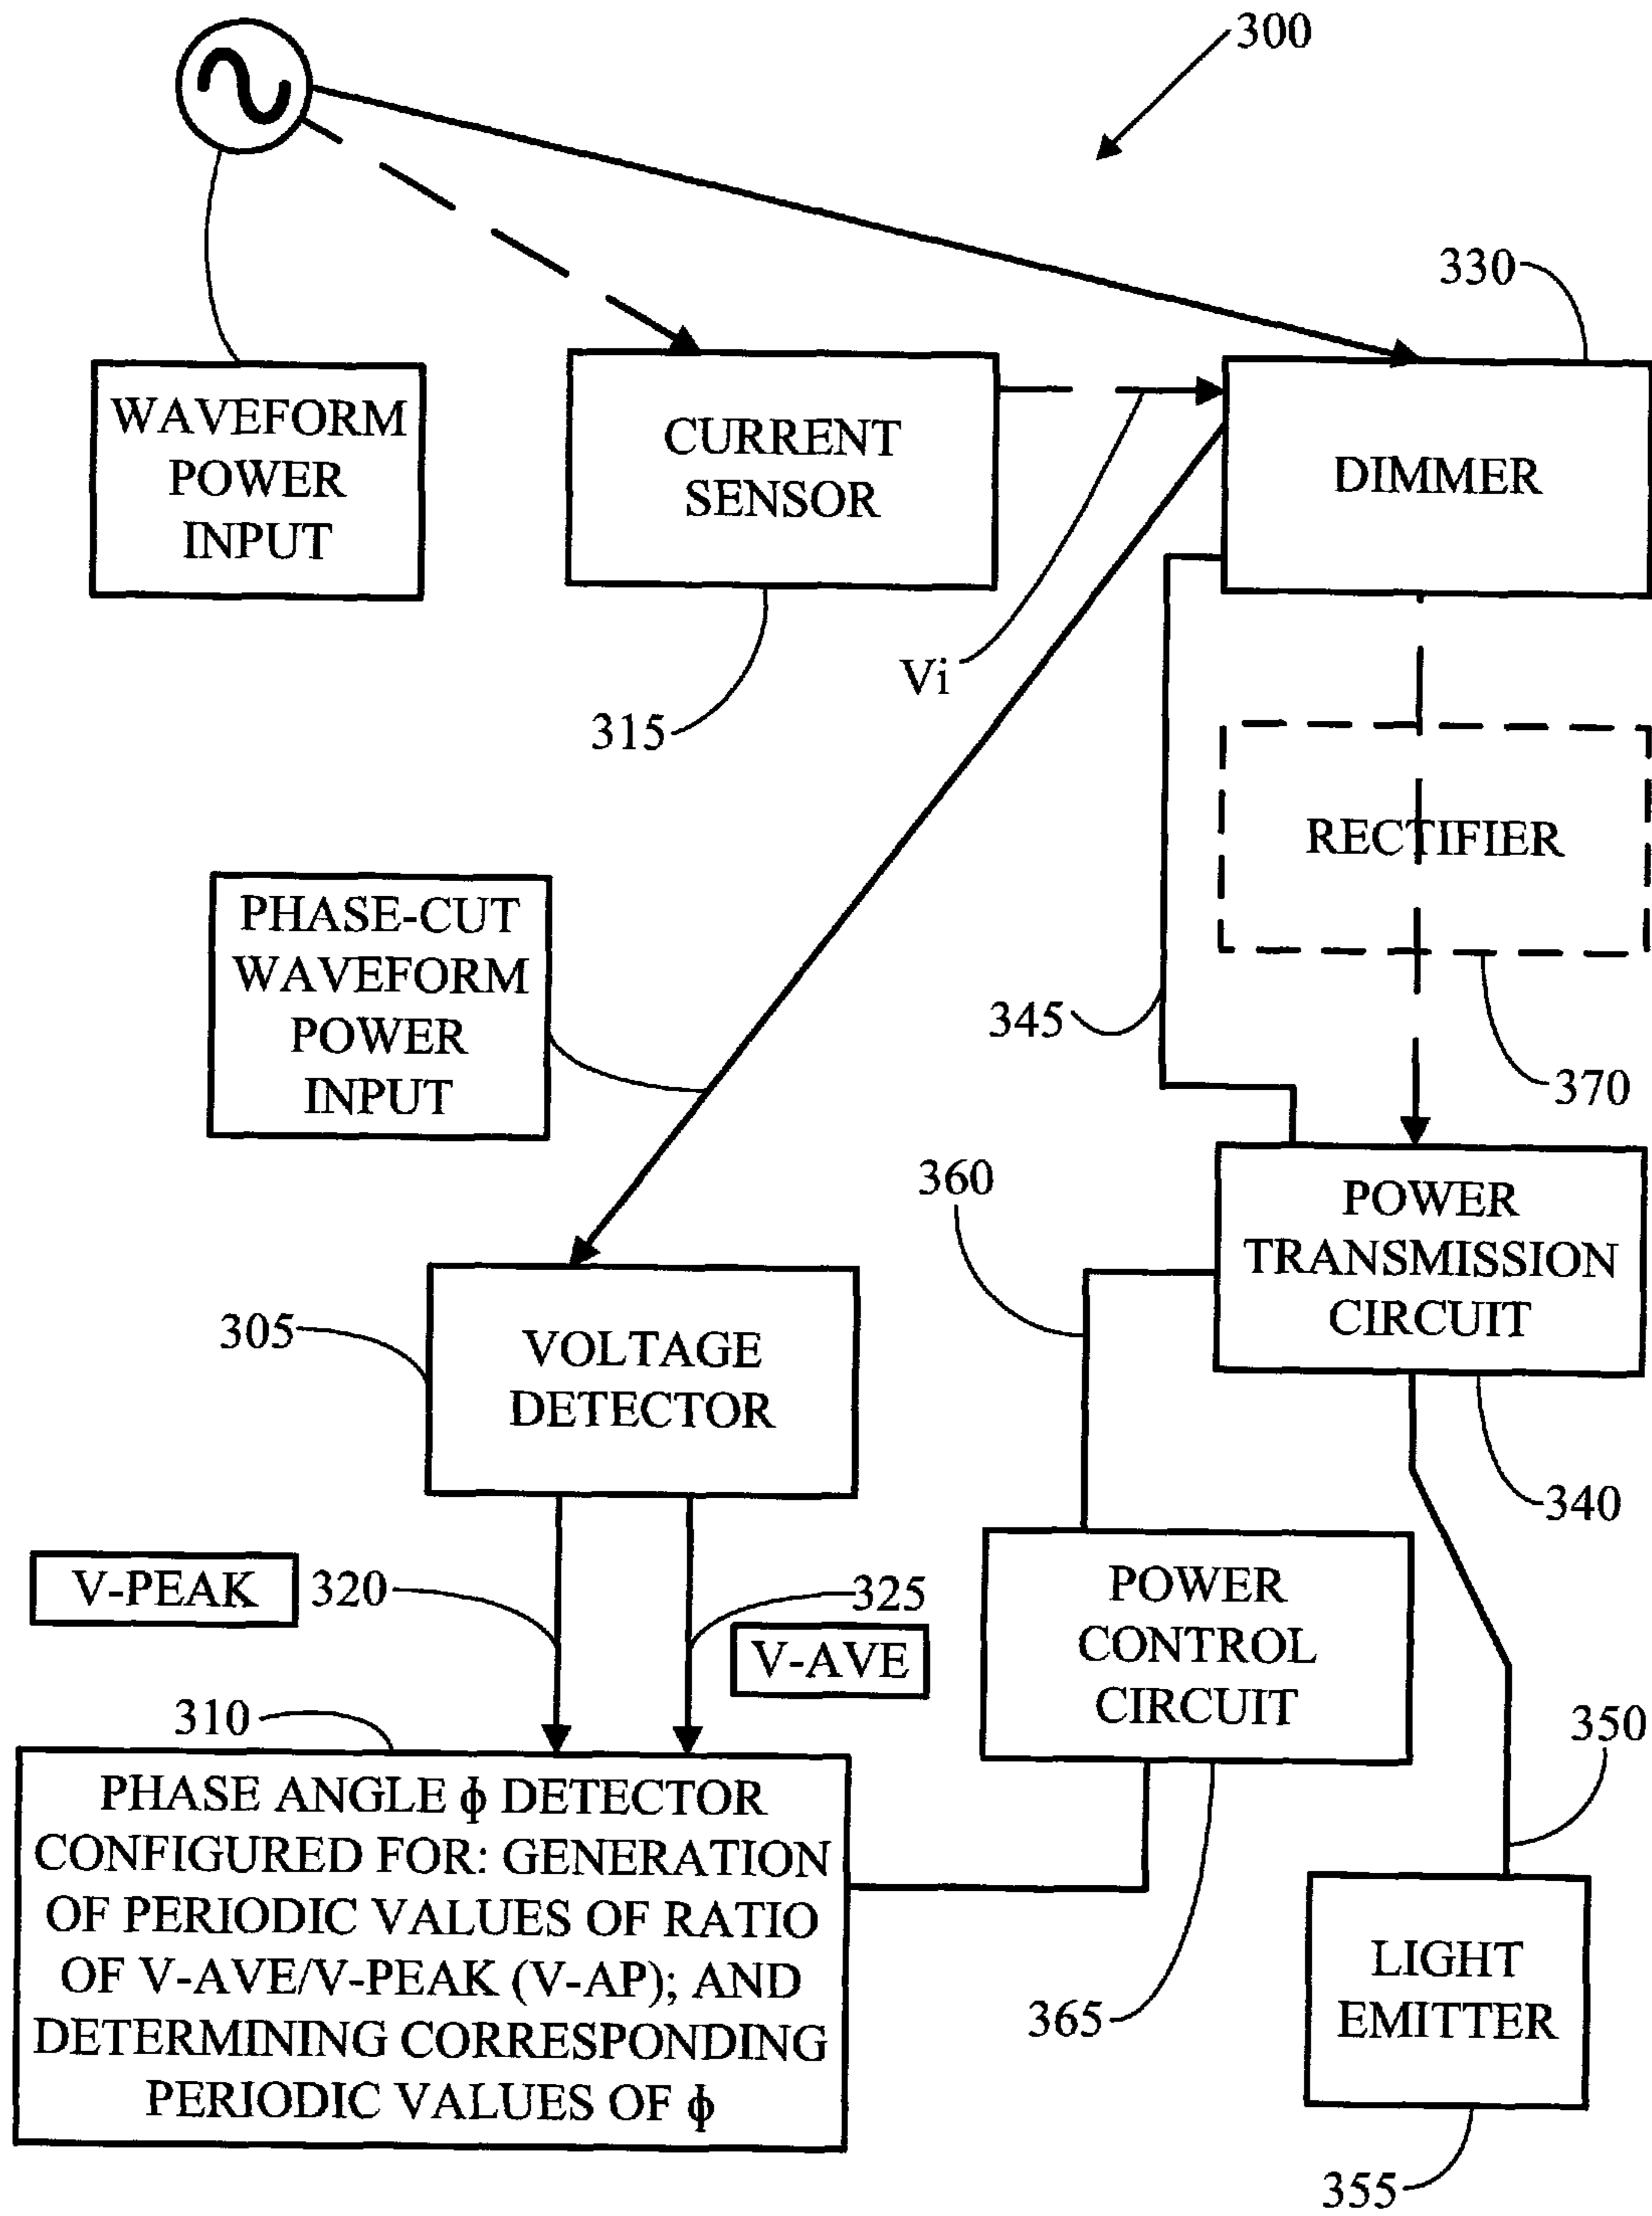 300
330
WAVEFORM
POWER
INPUT
CURRENT
SENSOR
DIMMER
Vi
315
RECTIFIER
PHASE-CUT
WAVEFORM
POWER
INPUT
345
370
360
POWER
TRANSMISSION
CIRCUIT
305
VOLTAGE
DETECTOR
340
V-PEAK
320
325
V-AVE
POWER
CONTROL
CIRCUIT
310
350
PHASE ANGLE ϕ DETECTOR
CONFIGURED FOR: GENERATION
OF PERIODIC VALUES OF RATIO
OF V-AVE/V-PEAK (V-AP); AND
DETERMINING CORRESPONDING
PERIODIC VALUES OF ϕ
365
LIGHT
EMITTER
355